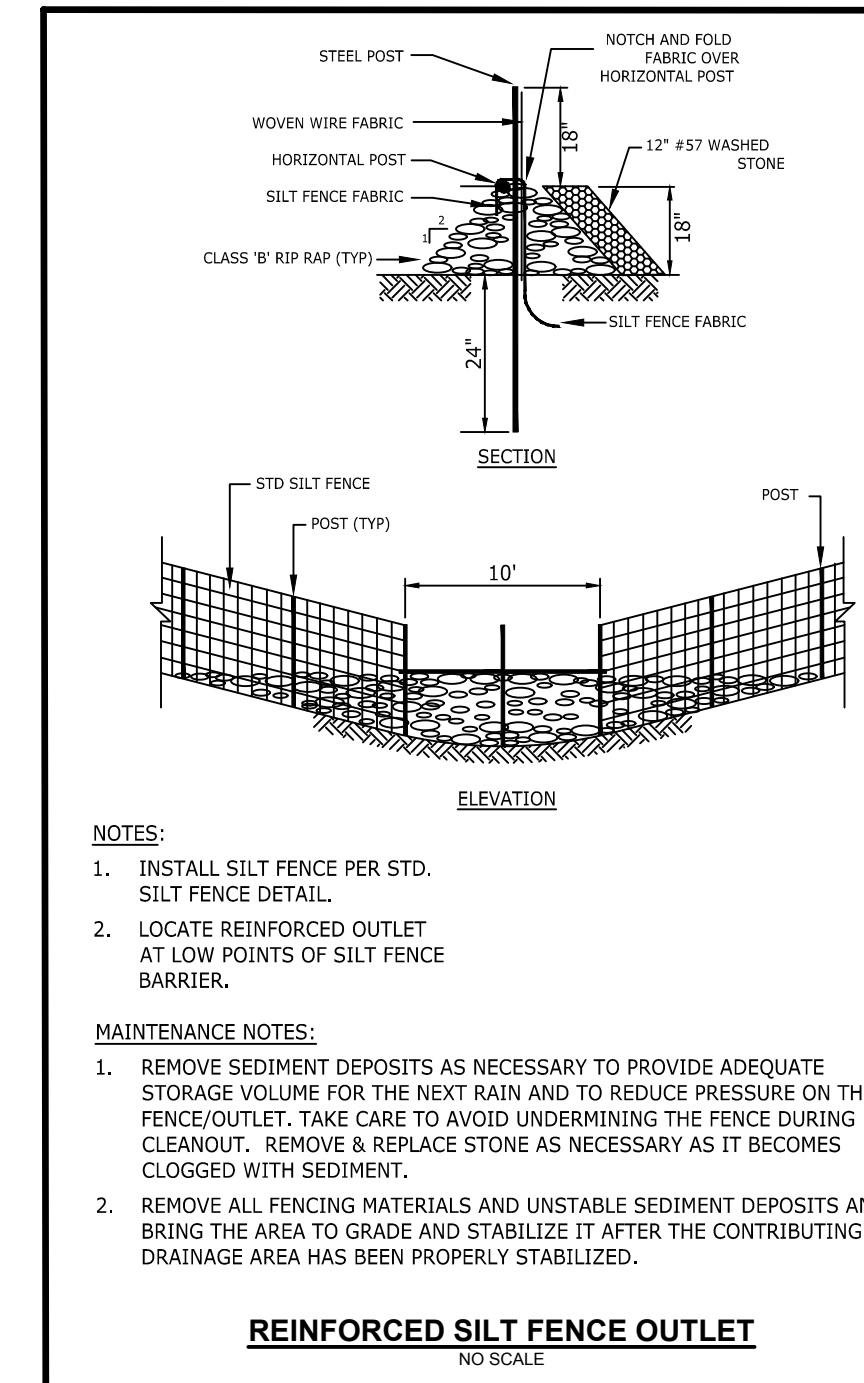 STEEL POST
NOTCH AND FOLD
FABRIC OVER
HORIZONTAL POST
WOVEN WIRE FABRIC
18"
12" #57 WASHED
STONE
HORIZONTAL POST
SILT FENCE FABRIC
2
1
18"
CLASS 'B' RIP RAP (TYP)
SILT FENCE FABRIC
24"
SECTION
STD SILT FENCE
POST
POST (TYP)
10'
ELEVATION
NOTES:
1. INSTALL SILT FENCE PER STD.
SILT FENCE DETAIL.
2. LOCATE REINFORCED OUTLET
AT LOW POINTS OF SILT FENCE
BARRIER.
MAINTENANCE NOTES:
1. REMOVE SEDIMENT DEPOSITS AS NECESSARY TO PROVIDE ADEQUATE
STORAGE VOLUME FOR THE NEXT RAIN AND TO REDUCE PRESSURE ON TH
FENCE/OUTLET. TAKE CARE TO AVOID UNDERMINING THE FENCE DURING
CLEANOUT. REMOVE & REPLACE STONE AS NECESSARY AS IT BECOMES
CLOGGED WITH SEDIMENT.
2. REMOVE ALL FENCING MATERIALS AND UNSTABLE SEDIMENT DEPOSITS A
BRING THE AREA TO GRADE AND STABILIZE IT AFTER THE CONTRIBUTING
DRAINAGE AREA HAS BEEN PROPERLY STABILIZED.
REINFORCED SILT FENCE OUTLET
NO SCALE